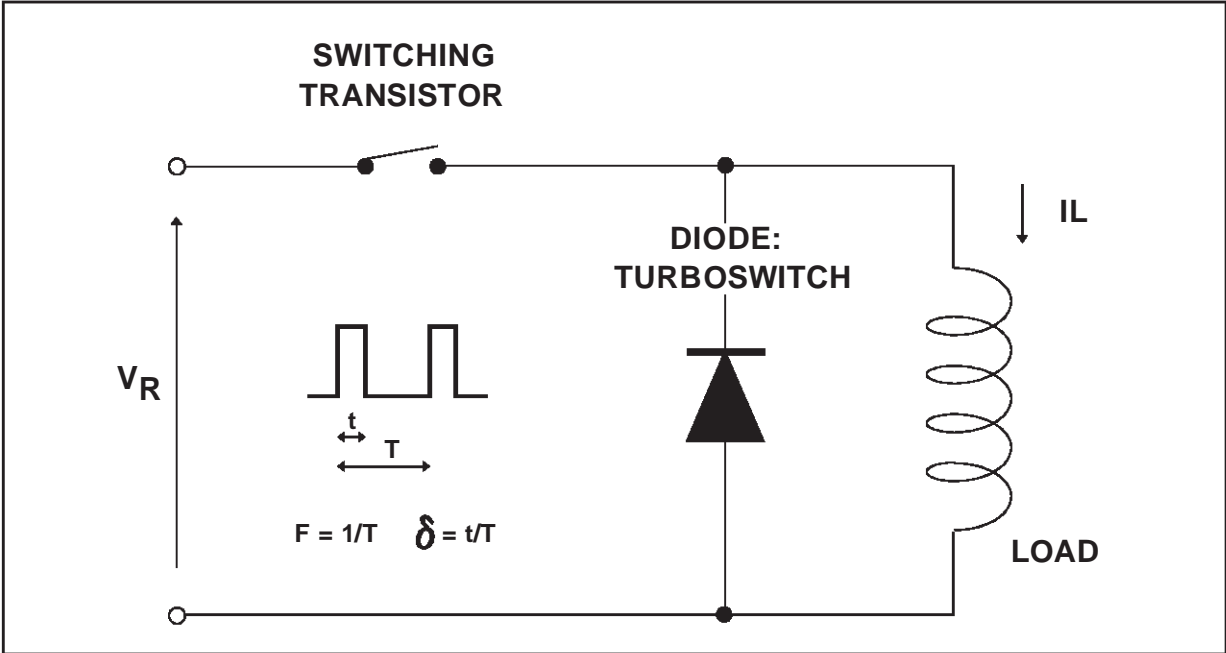 SWITCHING
TRANSISTOR
IL
DIODE:
TURBOSWITCH
VR
t
T
F = 1/T δ = t/T
LOAD